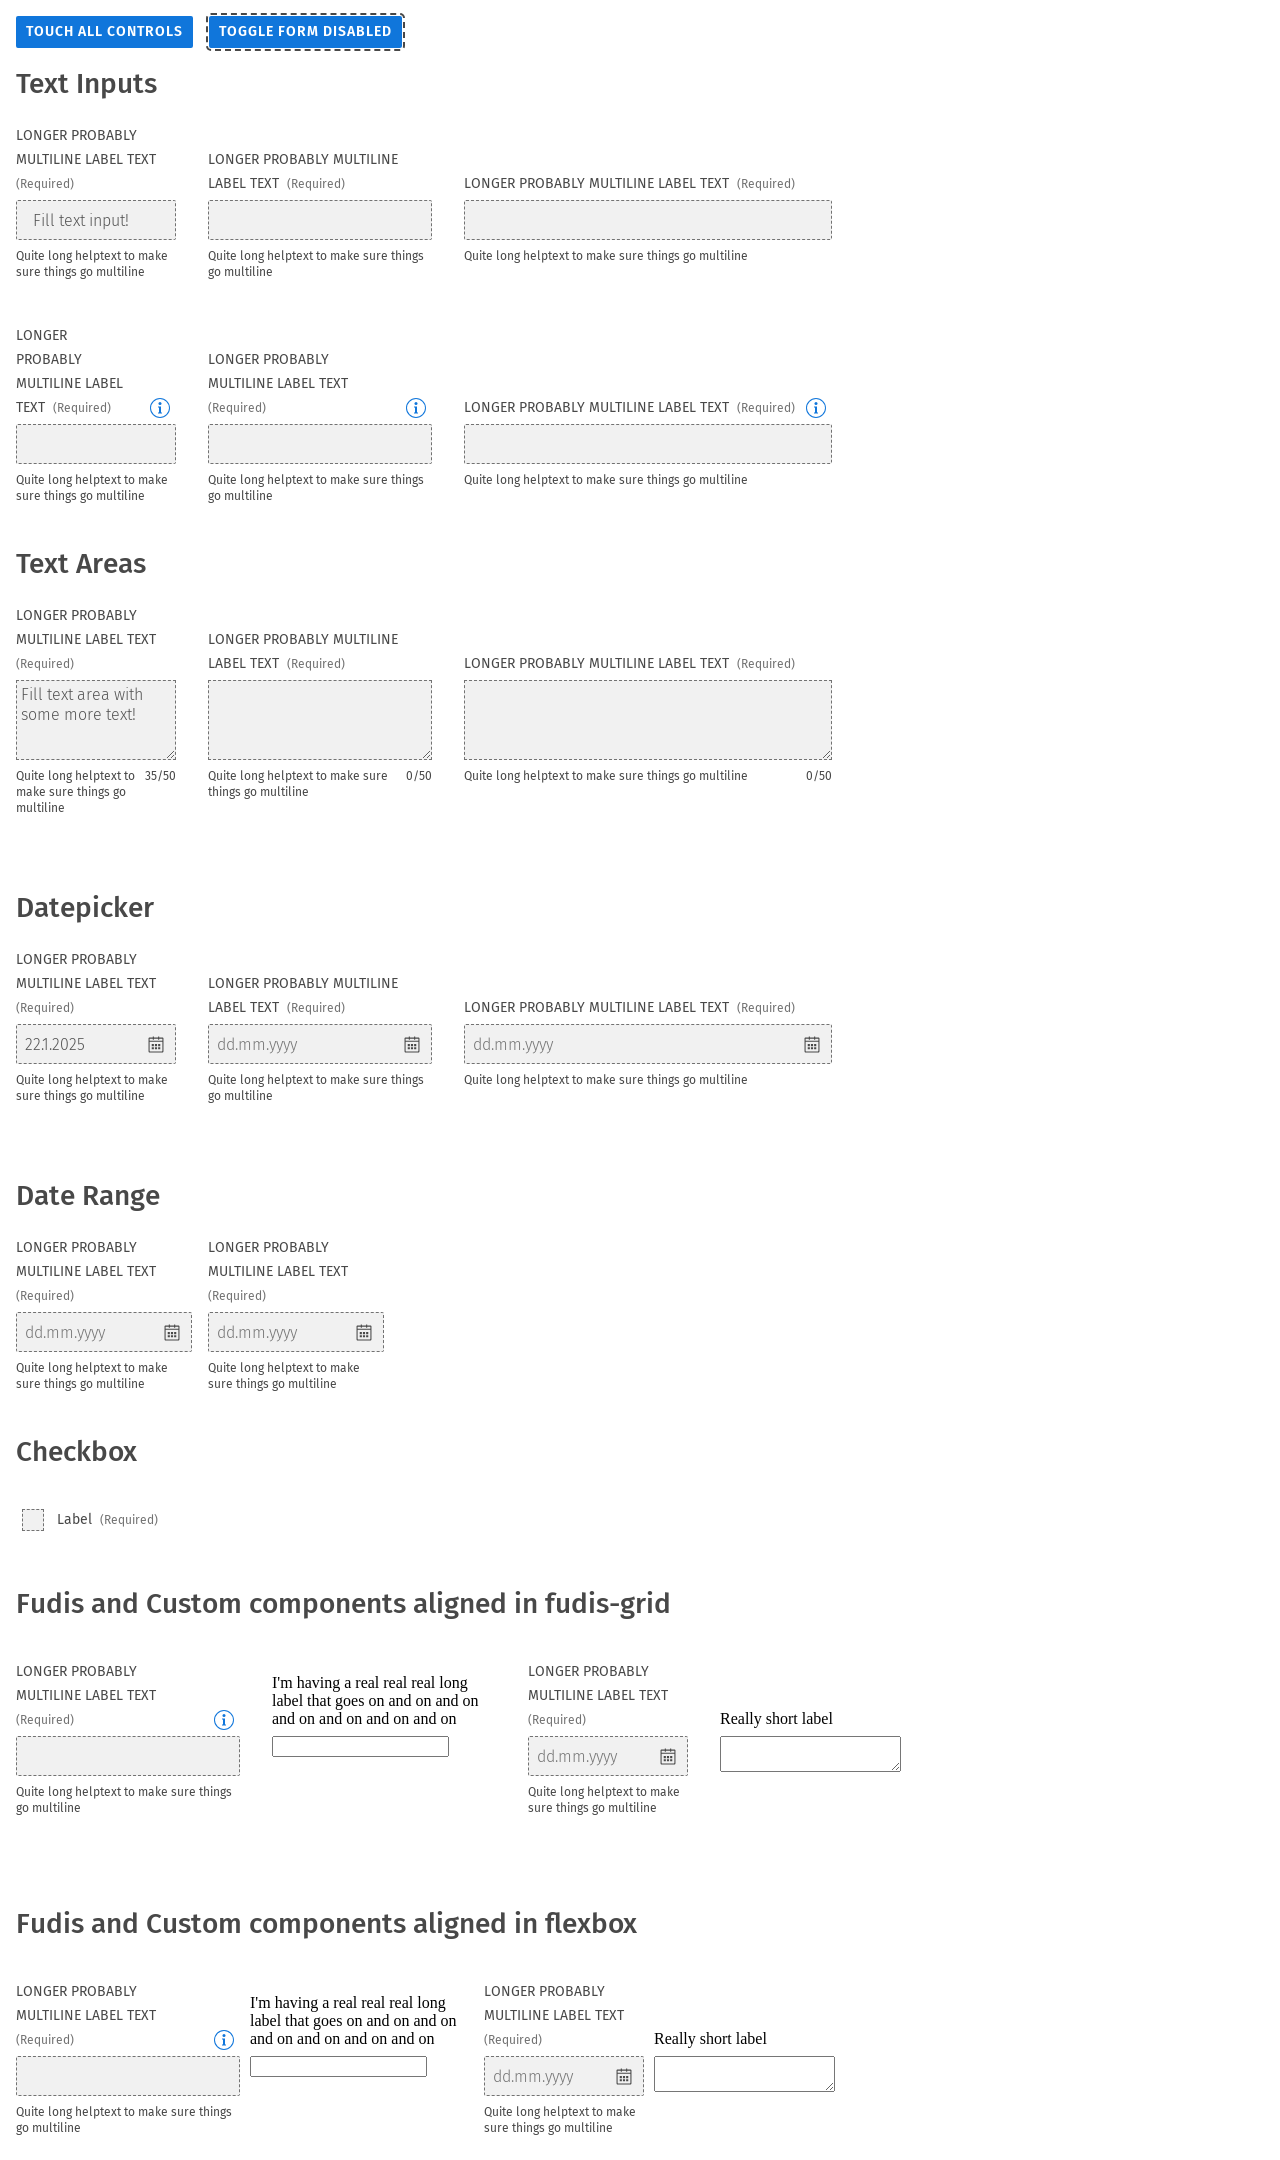 TOUCH ALL CONTROLS TOGGLE FORM DISABLED
Text Inputs
LONGER PROBABLY
MULTILINE LABEL TEXT
(Required)
Fill text input!
Quite long helptext to make
sure things go multiline
LONGER PROBABLY MULTILINE
LABEL TEXT (Required)
Quite long helptext to make sure things
go multiline
LONGER PROBABLY MULTILINE LABEL TEXT (Required)
Quite long helptext to make sure things go multiline
LONGER
PROBABLY
MULTILINE LABEL
TEXT (Required)
Quite long helptext to make
sure things go multiline
LONGER PROBABLY
MULTILINE LABEL TEXT
(Required)
Quite long helptext to make sure things
go multiline
LONGER PROBABLY MULTILINE LABEL TEXT (Required)
Quite long helptext to make sure things go multiline
Text Areas
LONGER PROBABLY
MULTILINE LABEL TEXT
(Required)
Fill text area with
some more text!
Quite long helptext to 35/50
make sure things go
multiline
LONGER PROBABLY MULTILINE
LABEL TEXT (Required)
Quite long helptext to make sure 0/50
things go multiline
LONGER PROBABLY MULTILINE LABEL TEXT (Required)
Quite long helptext to make sure things go multiline 0/50
Datepicker
LONGER PROBABLY
MULTILINE LABEL TEXT
(Required)
22.1.2025
Quite long helptext to make
sure things go multiline
LONGER PROBABLY MULTILINE
LABEL TEXT (Required)
dd.mm.yyyy
Quite long helptext to make sure things
go multiline
LONGER PROBABLY MULTILINE LABEL TEXT (Required)
dd.mm.yyyy
Quite long helptext to make sure things go multiline
Date Range
LONGER PROBABLY
MULTILINE LABEL TEXT
(Required)
dd.mm.yyyy
Quite long helptext to make
sure things go multiline
LONGER PROBABLY
MULTILINE LABEL TEXT
(Required)
dd.mm.yyyy
Quite long helptext to make
sure things go multiline
Checkbox
Label (Required)
Fudis and Custom components aligned in fudis-grid
LONGER PROBABLY
MULTILINE LABEL TEXT
(Required)
Quite long helptext to make sure things
go multiline
I'm having a real real real long
label that goes on and on and on
and on and on and on and on
LONGER PROBABLY
MULTILINE LABEL TEXT
(Required)
dd.mm.yyyy
Quite long helptext to make
sure things go multiline
Really short label
Fudis and Custom components aligned in flexbox
LONGER PROBABLY
MULTILINE LABEL TEXT
(Required)
Quite long helptext to make sure things
go multiline
I'm having a real real real long
label that goes on and on and on
and on and on and on and on
LONGER PROBABLY
MULTILINE LABEL TEXT
(Required)
dd.mm.yyyy
Quite long helptext to make
sure things go multiline
Really short label